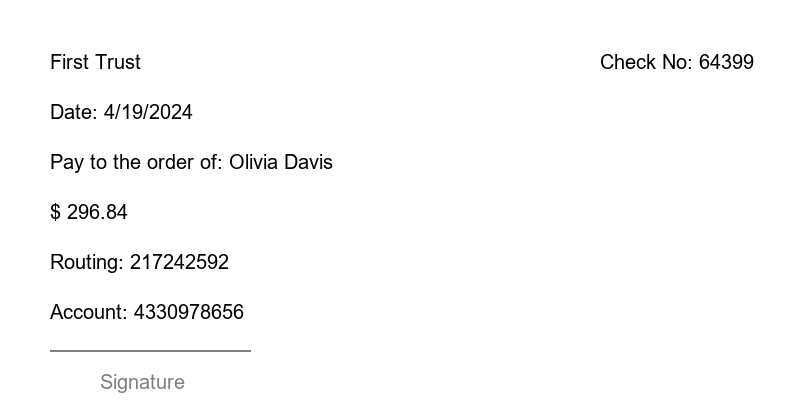 First Trust
Check No: 64399
Date: 4/19/2024
Pay to the order of: Olivia Davis
$ 296.84
Routing: 217242592
Account: 4330978656
Signature